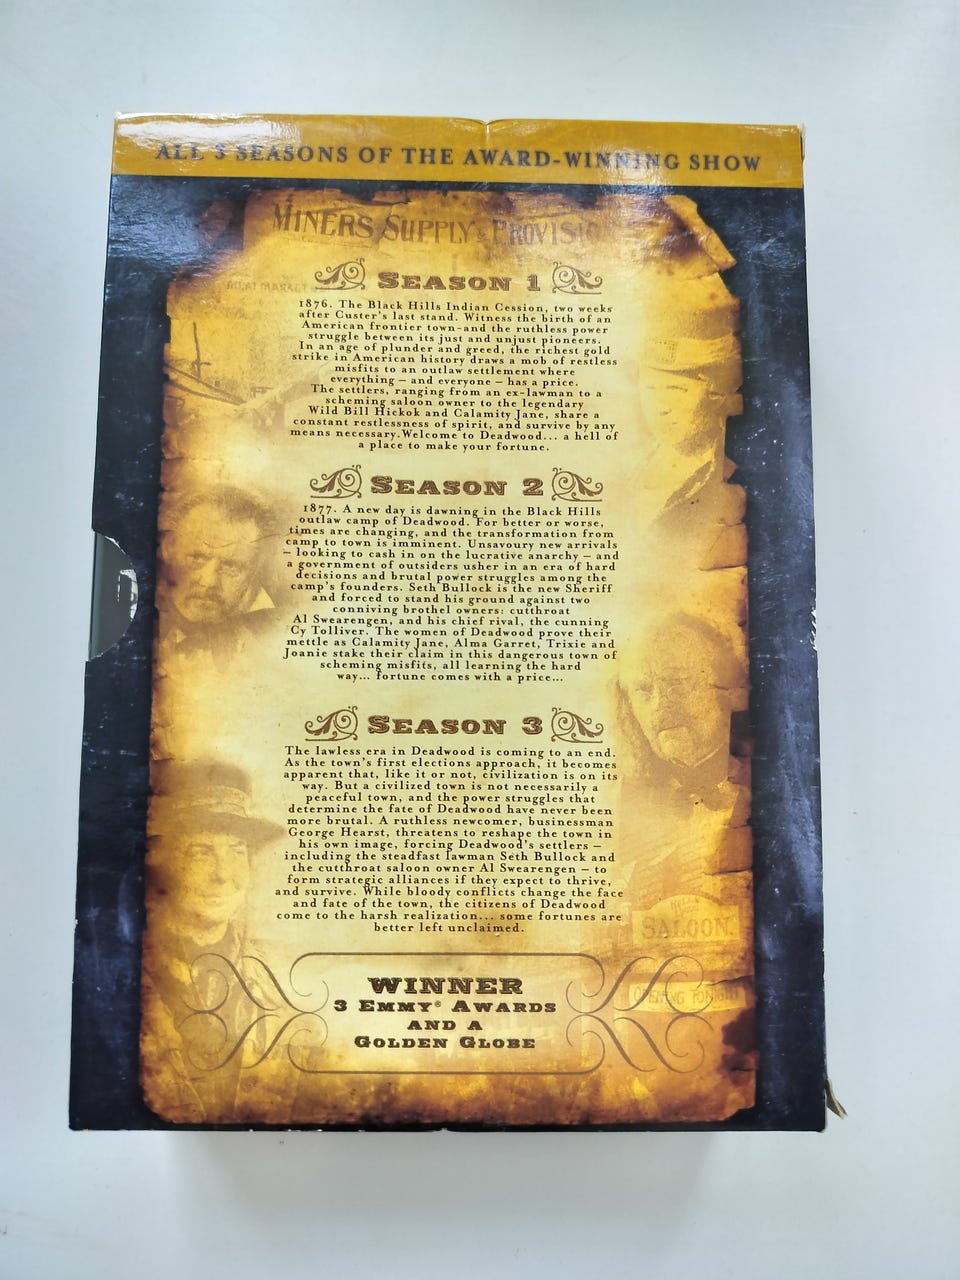 ALL 3 SEASONS OF THE AWARD-WINNING SHOW
MINERS SUPPLY & PROVISI
MEAT MARKET
SEASON 1
1876. The Black Hills Indian Cession, two weeks
after Custer's last stand. Witness the birth of an
American frontier town–and the ruthless power
struggle between its just and unjust pioneers.
In an age of plunder and greed, the richest gold
strike in American history draws a mob of restless
misfits to an outlaw settlement where
everything – and everyone – has a price.
The settlers, ranging from an ex-lawman to a
scheming saloon owner to the legendary
Wild Bill Hickok and Calamity Jane, share a
constant restlessness of spirit, and survive by any
means necessary.Welcome to Deadwood... a hell of
a place to make your fortune.
SEASON 2
1877. A new day is dawning in the Black Hills
outlaw camp of Deadwood. For better or worse,
times are changing, and the transformation from
camp to town is imminent. Unsavoury new arrivals
– looking to cash in on the lucrative anarchy – and
a government of outsiders usher in an era of hard
decisions and brutal power struggles among the
camp's founders. Seth Bullock is the new Sheriff
and forced to stand his ground against two
conniving brothel owners: cutthroat
Al Swearengen, and his chief rival, the cunning
Cy Tolliver. The women of Deadwood prove their
mettle as Calamity Jane, Alma Garret, Trixie and
Joanie stake their claim in this dangerous town of
scheming misfits, all learning the hard
way... fortune comes with a price...
SEASON 3
The lawless era in Deadwood is coming to an end.
As the town's first elections approach, it becomes
apparent that, like it or not, civilization is on its
way. But a civilized town is not necessarily a
peaceful town, and the power struggles that
determine the fate of Deadwood have never been
more brutal. A ruthless newcomer, businessman
George Hearst, threatens to reshape the town in
his own image, forcing Deadwood's settlers –
including the steadfast lawman Seth Bullock and
the cutthroat saloon owner Al Swearengen – to
form strategic alliances if they expect to thrive,
and survive. While bloody conflicts change the face
and fate of the town, the citizens of Deadwood
come to the harsh realization... some fortunes are
better left unclaimed.
SALOON.
OPENING TONIGHT
WINNER
3 EMMY® AWARDS
AND A
GOLDEN GLOBE